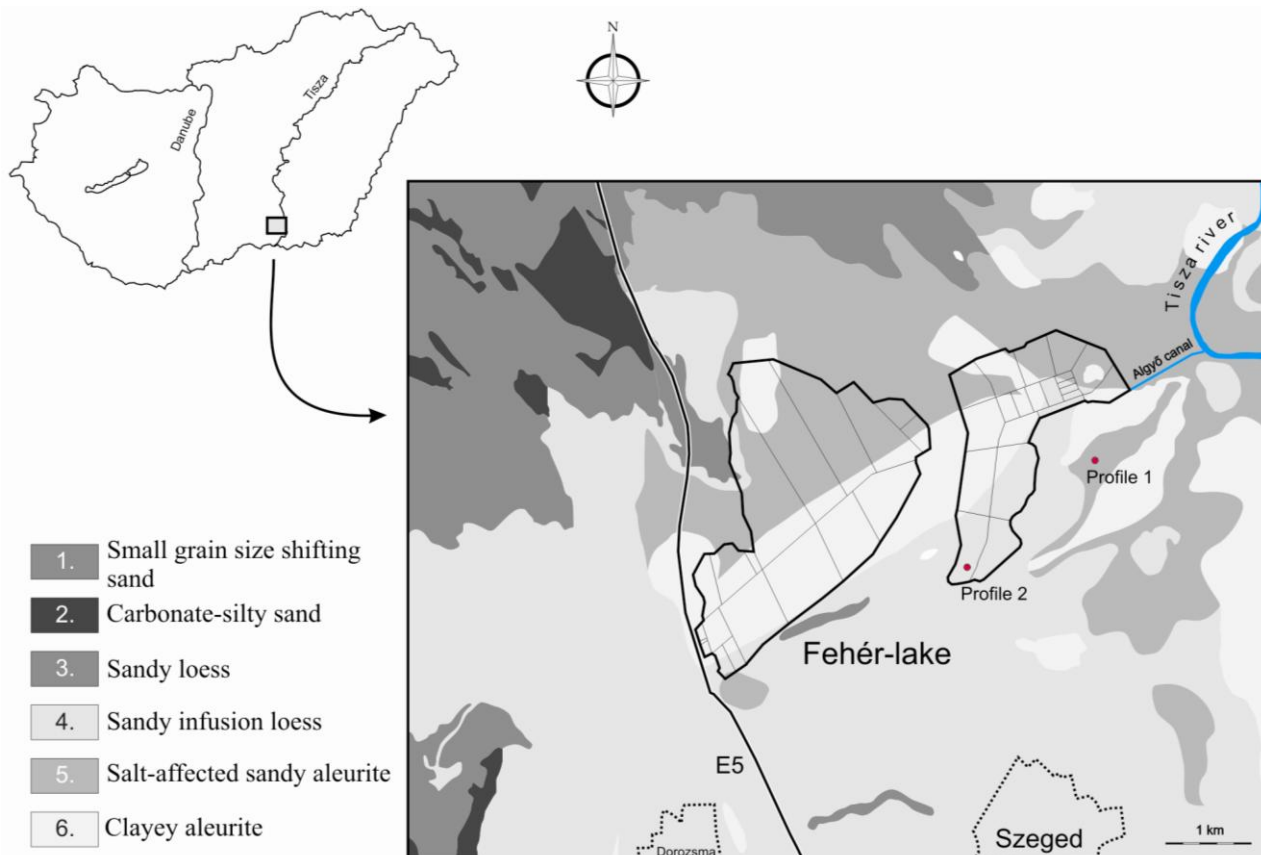 N
Danube
Tisza
Tisza river
Algyő canal
Profile 1
Profile 2
Fehér-lake
E5
Szeged
Dorozsma
1 km
1. Small grain size shifting
sand
2. Carbonate-silty sand
3. Sandy loess
4. Sandy infusion loess
5. Salt-affected sandy aleurite
6. Clayey aleurite